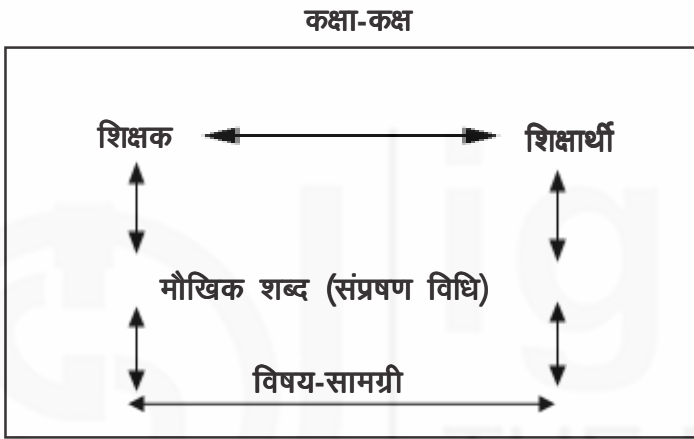 कक्षा-कक्ष
शिक्षक शिक्षार्थी
मौखिक शब्द (संप्रषण विधि)
विषय-सामग्री